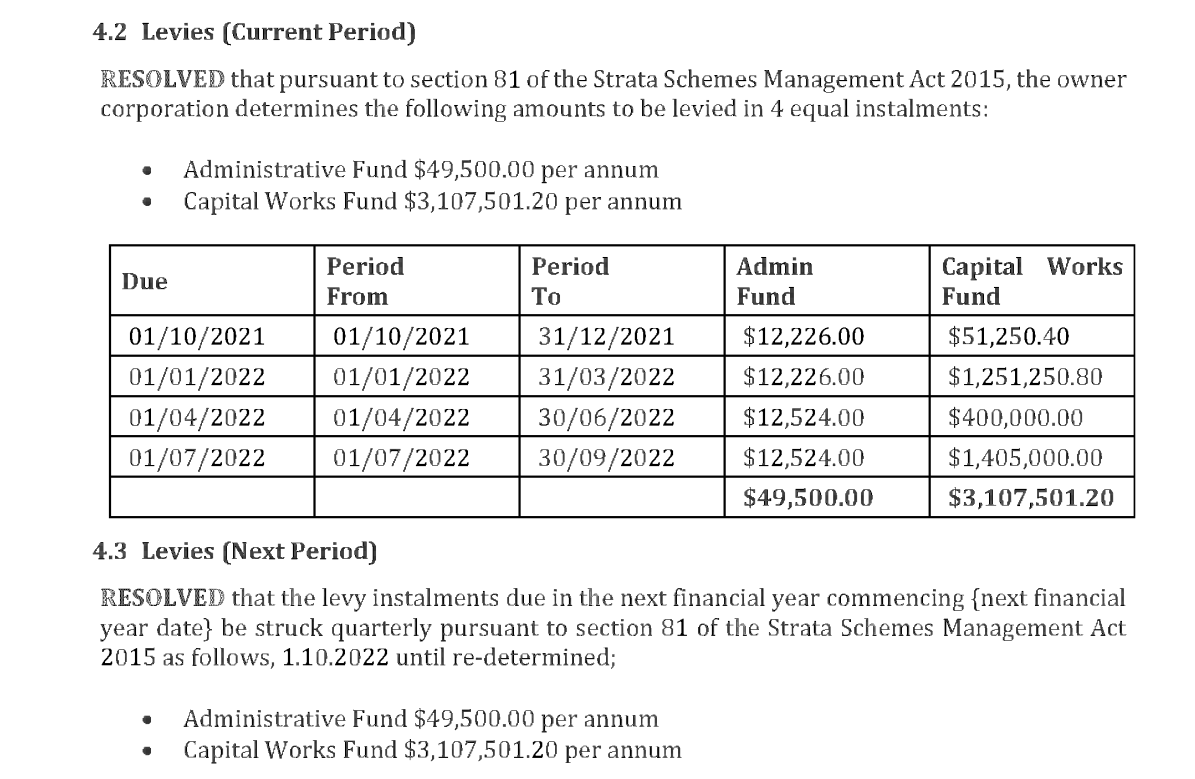 4.2 Levies (Current Period)
RESOLVED that pursuant to section 81 of the Strata Schemes Management Act 2015, the owner
corporation determines the following amounts to be levied in 4 equal instalments:
• Administrative Fund $49,500.00 per annum
• Capital Works Fund $3,107,501.20 per annum
Due Period From Period To Admin Fund Capital Works Fund
01/10/2021 01/10/2021 31/12/2021 $12,226.00 $51,250.40
01/01/2022 01/01/2022 31/03/2022 $12,226.00 $1,251,250.80
01/04/2022 01/04/2022 30/06/2022 $12,524.00 $400,000.00
01/07/2022 01/07/2022 30/09/2022 $12,524.00 $1,405,000.00
$49,500.00 $3,107,501.20
4.3 Levies (Next Period)
RESOLVED that the levy instalments due in the next financial year commencing {next financial
year date} be struck quarterly pursuant to section 81 of the Strata Schemes Management Act
2015 as follows, 1.10.2022 until re-determined;
• Administrative Fund $49,500.00 per annum
• Capital Works Fund $3,107,501.20 per annum